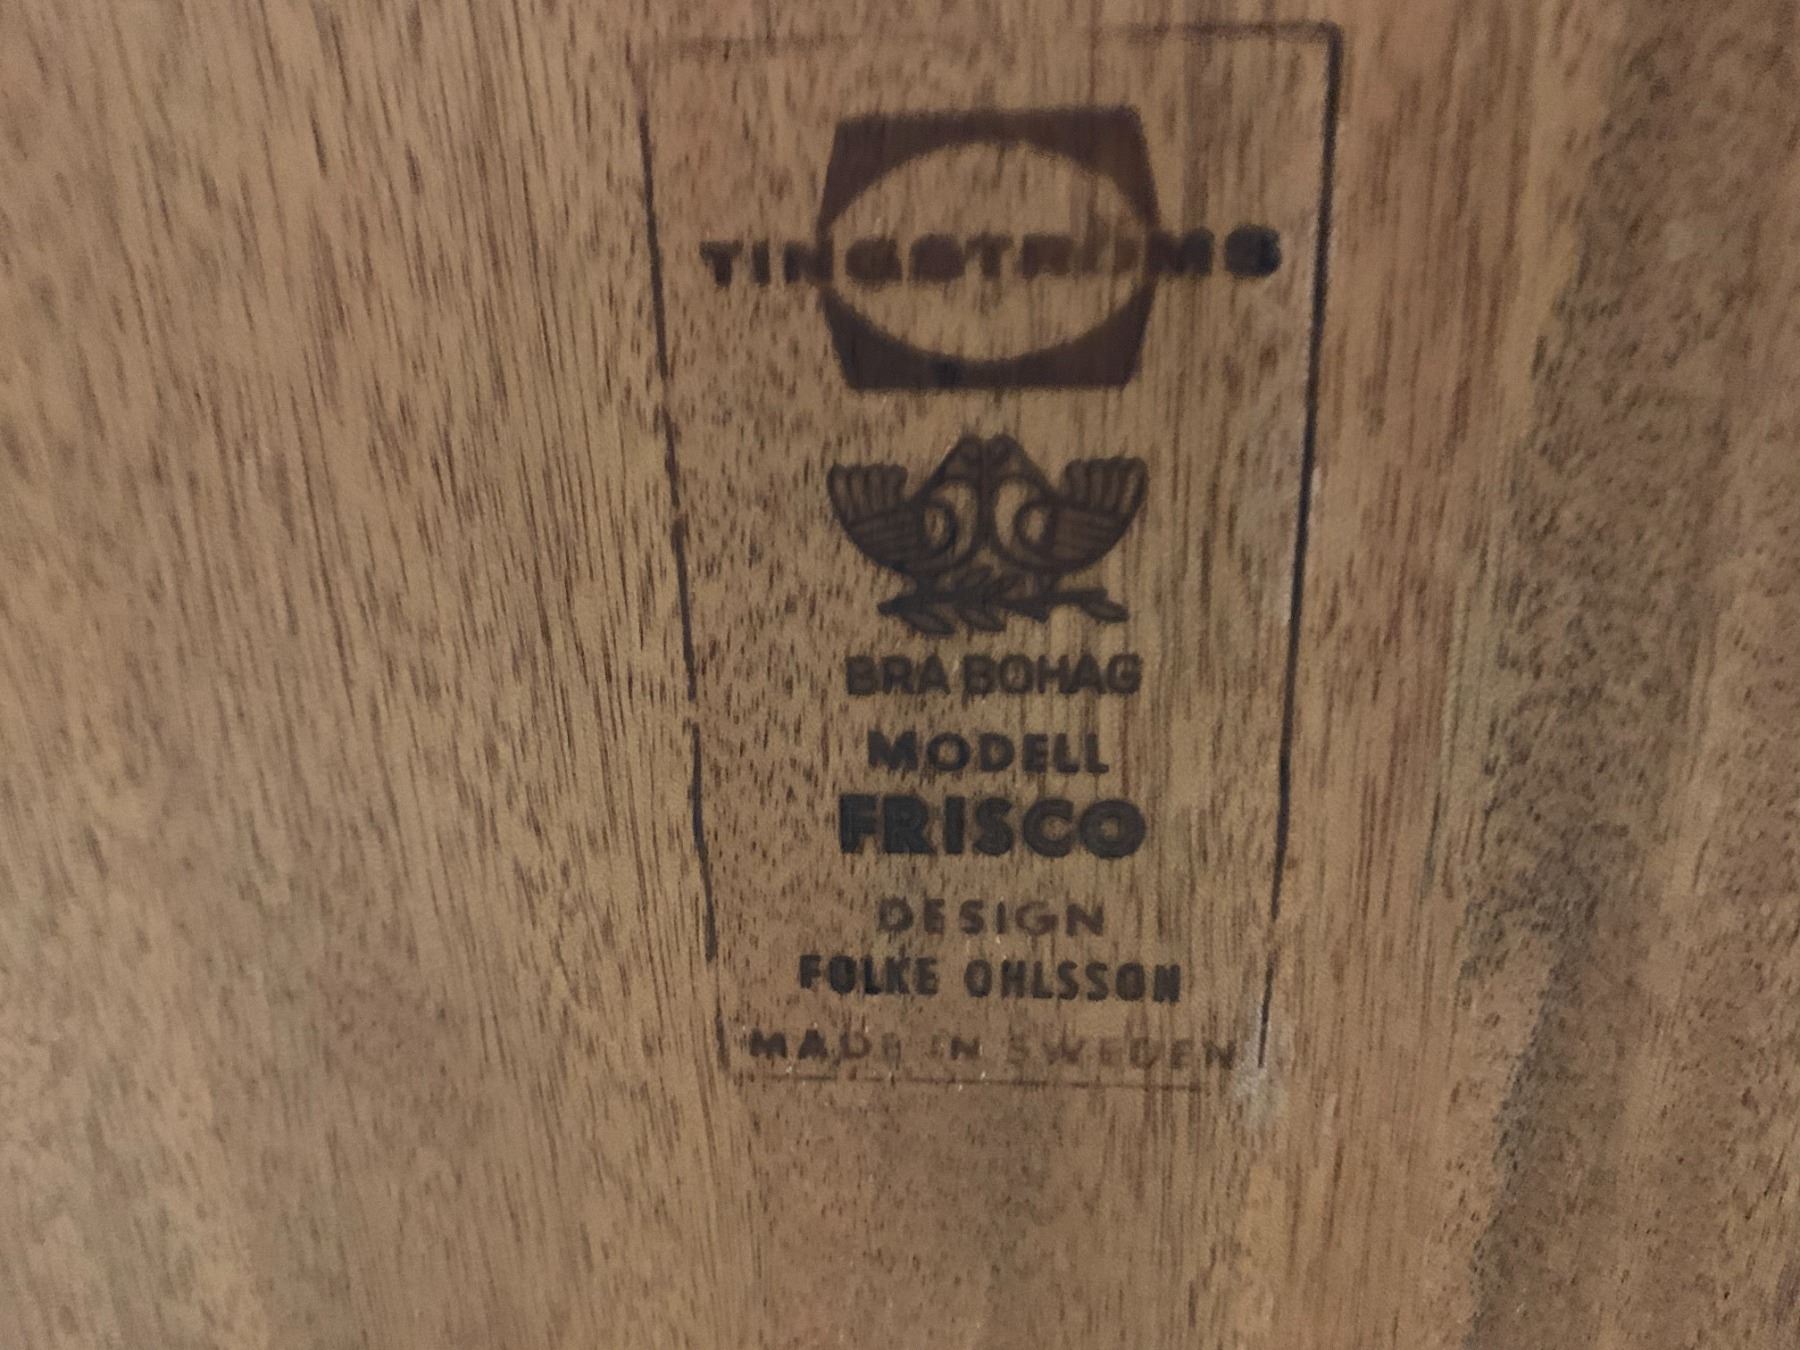 TINGSTRÖMS
BRA BOHAG
MODELL
FRISCO
DESIGN
FOLKE OHLSSON
MADE IN SWEDEN